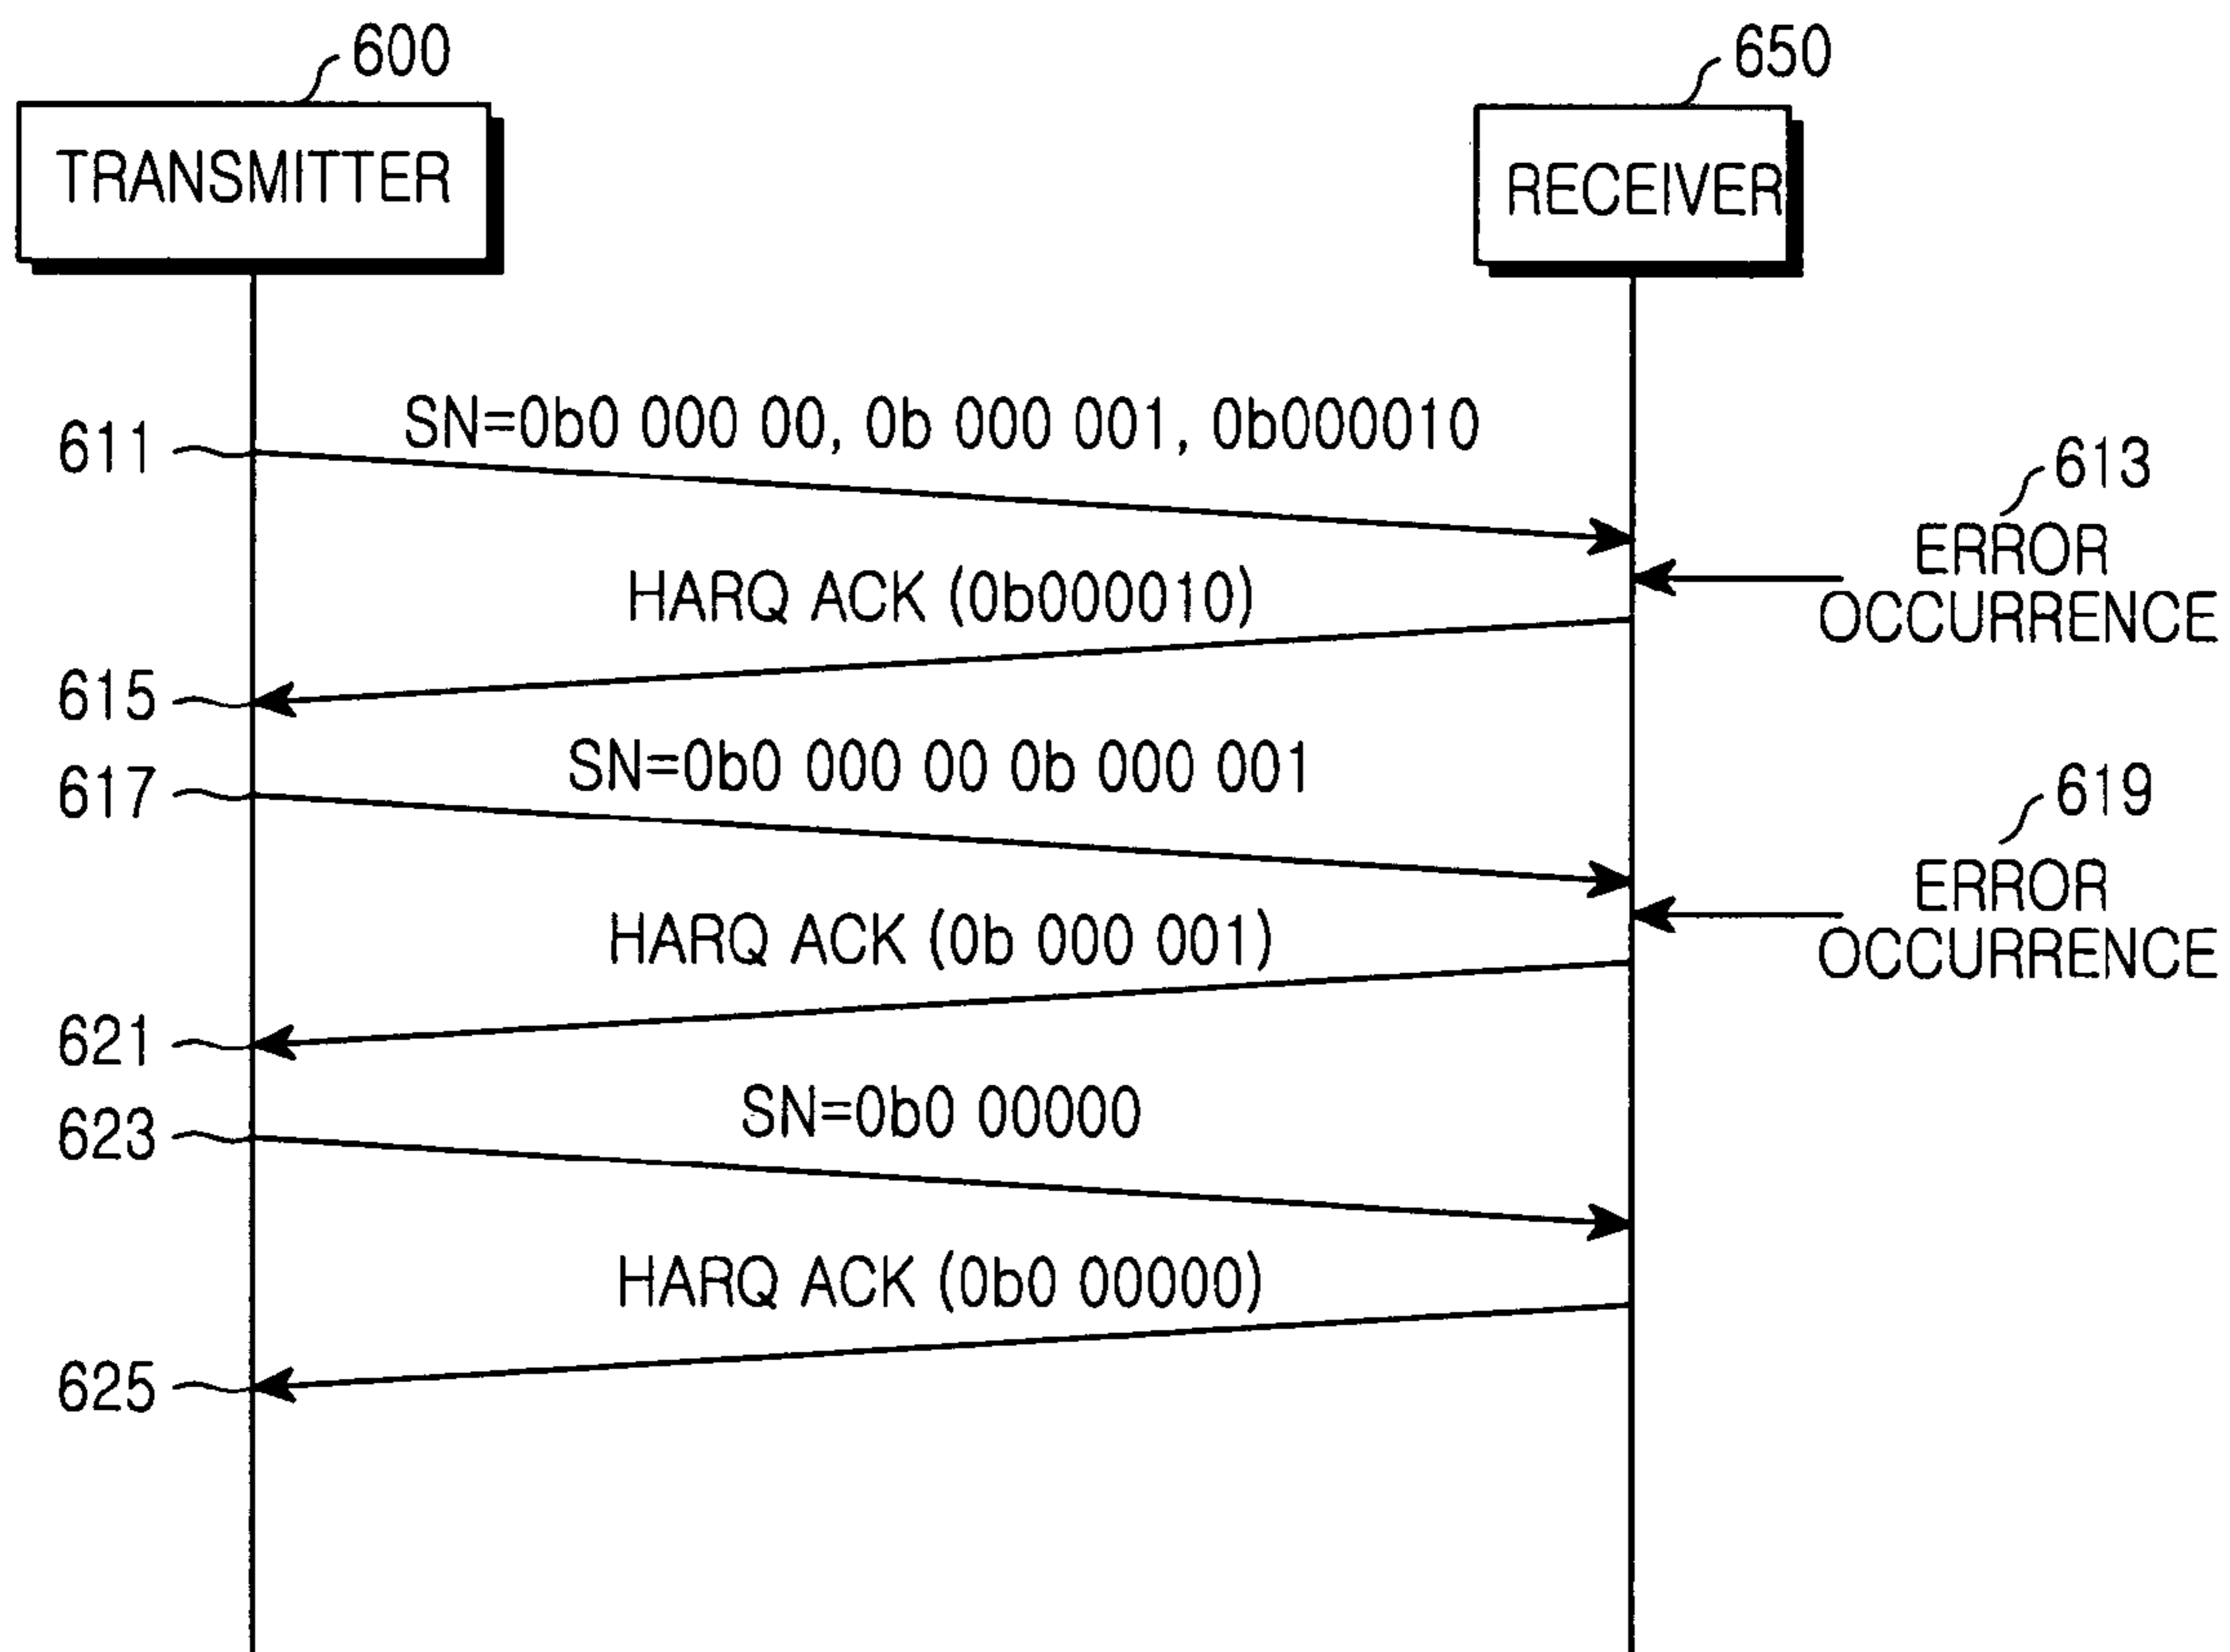 600
650
TRANSMITTER
RECEIVER
SN=0b0 000 00, 0b 000 001, 0b000010
611
613
ERROR
OCCURRENCE
HARQ ACK (0b000010)
615
SN=0b0 000 00 0b 000 001
617
619
ERROR
OCCURRENCE
HARQ ACK (0b 000 001)
621
SN=0b0 00000
623
HARQ ACK (0b0 00000)
625